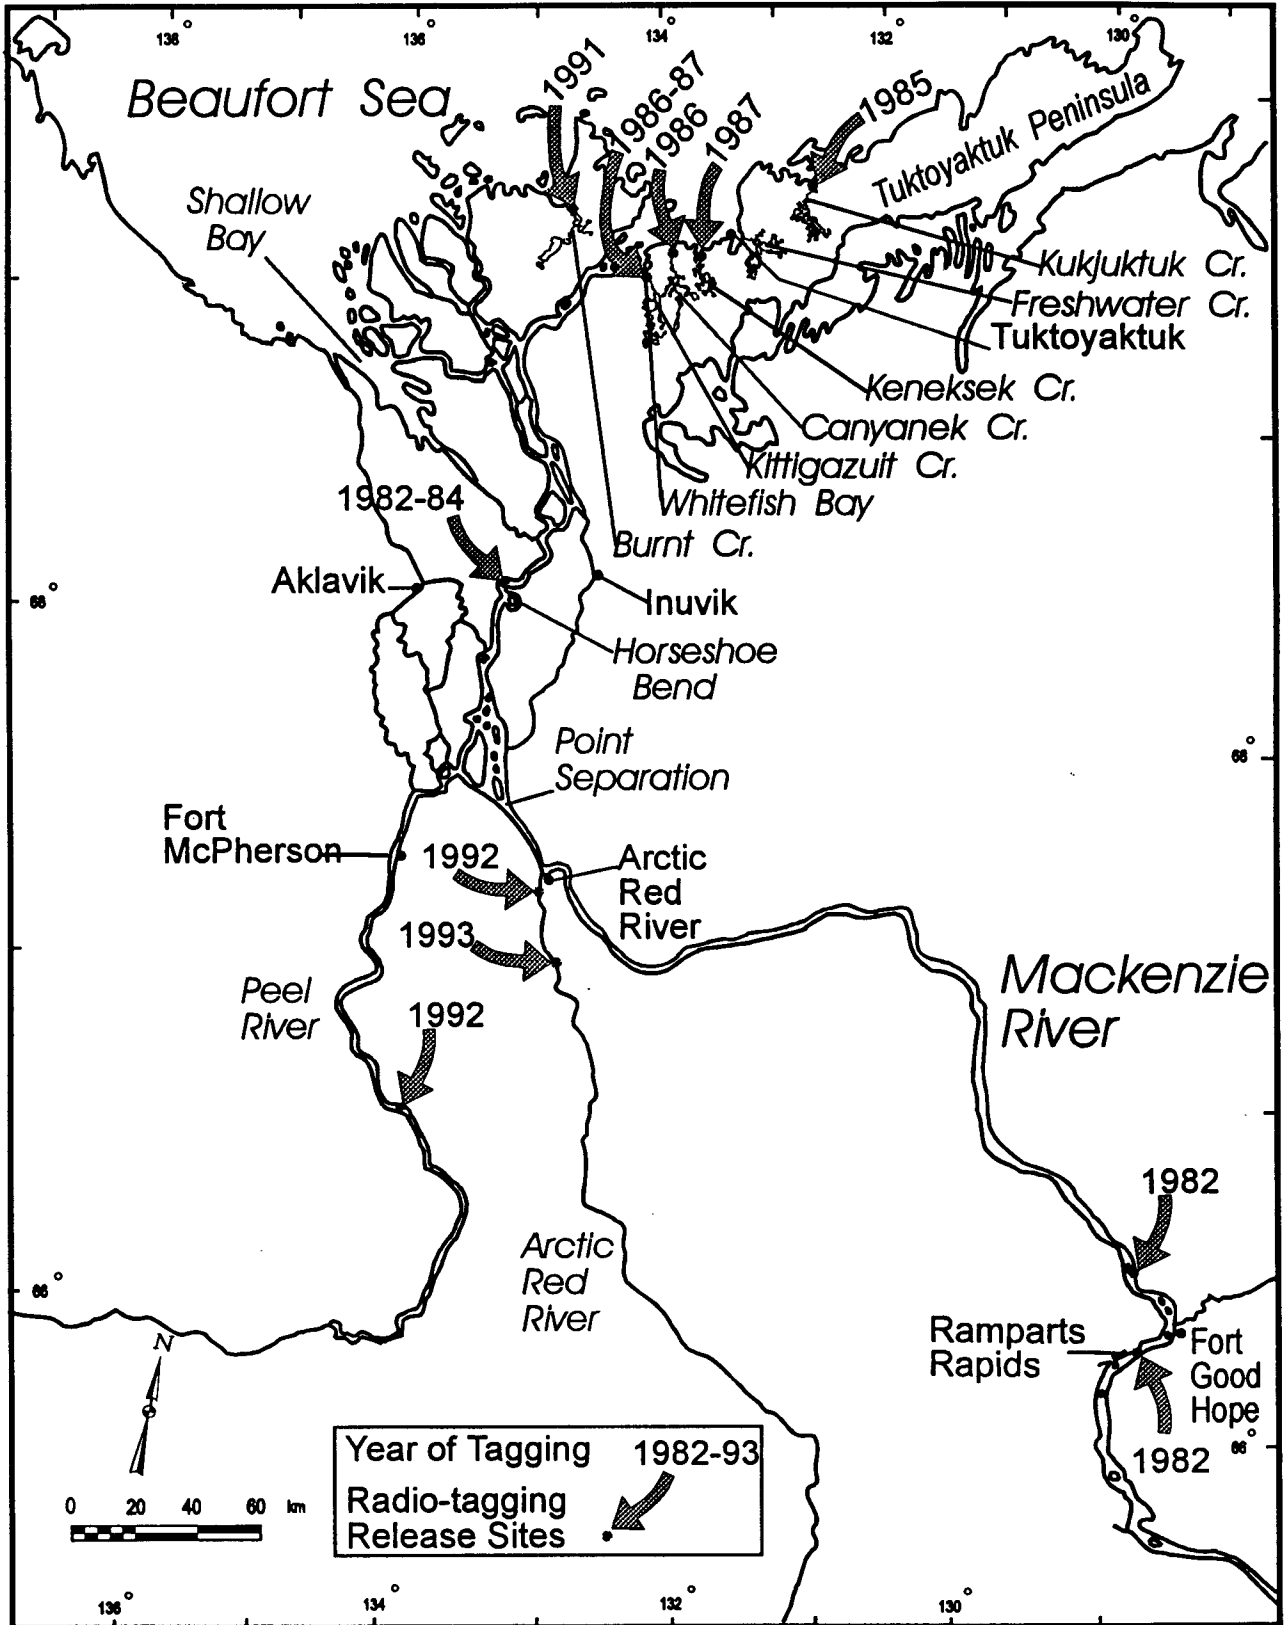 138° 136° 134° 132° 130°
Beaufort Sea
1991
1986-87
1986
1987
1985
Tuktoyaktuk Peninsula
Shallow
Bay
Kukjuktuk Cr.
Freshwater Cr.
Tuktoyaktuk
Keneksek Cr.
Canyanek Cr.
Kittigazuit Cr.
Whitefish Bay
Burnt Cr.
1982-84
Aklavik
Inuvik
68°
Horseshoe
Bend
Point
Separation
68°
Fort
McPherson
1992
Arctic
Red
River
1993
Peel
River
1992
Mackenzie
River
1982
Arctic
Red
River
66°
Ramparts
Rapids
Fort
Good
Hope
66°
1982
N
Year of Tagging 1982-93
Radio-tagging
Release Sites
0 20 40 60 km
136° 134° 132° 130°